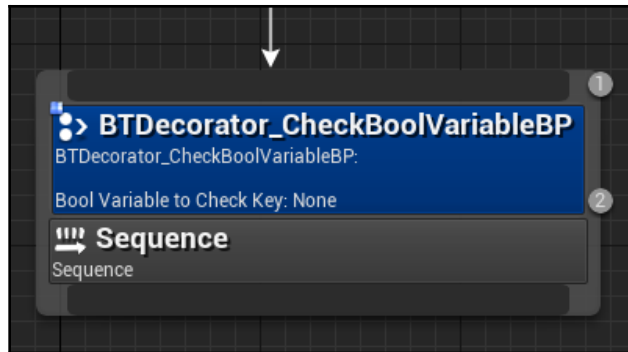 1
BTDecorator_CheckBoolVariableBP
BTDecorator_CheckBoolVariableBP:
Bool Variable to Check Key: None
2
Sequence
Sequence